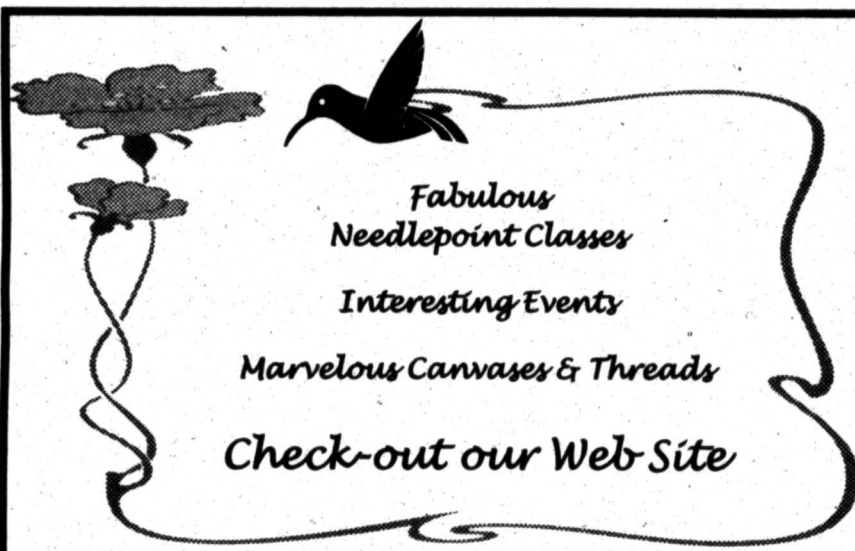 Fabulous
Needlepoint Classes
Interesting Events
Marvelous Canvases & Threads
Check-out our Web Site